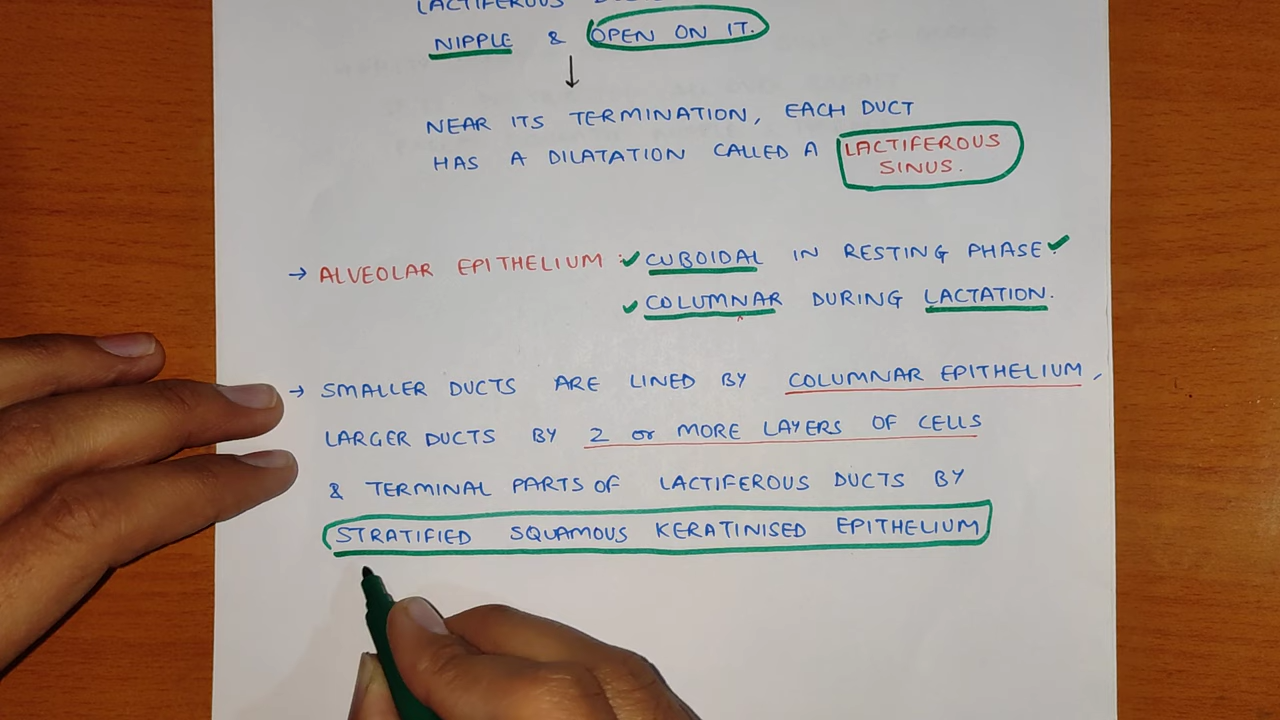 LACTIFEROUS
NIPPLE & OPEN ON IT.
↓
NEAR ITS TERMINATION, EACH DUCT
HAS A DILATATION CALLED A LACTIFEROUS
SINUS.
→ ALVEOLAR EPITHELIUM : ✓ CUBOIDAL IN RESTING PHASE ✓.
✓ COLUMNAR DURING LACTATION.
→ SMALLER DUCTS ARE LINED BY COLUMNAR EPITHELIUM,
LARGER DUCTS BY 2 or MORE LAYERS OF CELLS
& TERMINAL PARTS OF LACTIFEROUS DUCTS BY
STRATIFIED SQUAMOUS KERATINISED EPITHELIUM